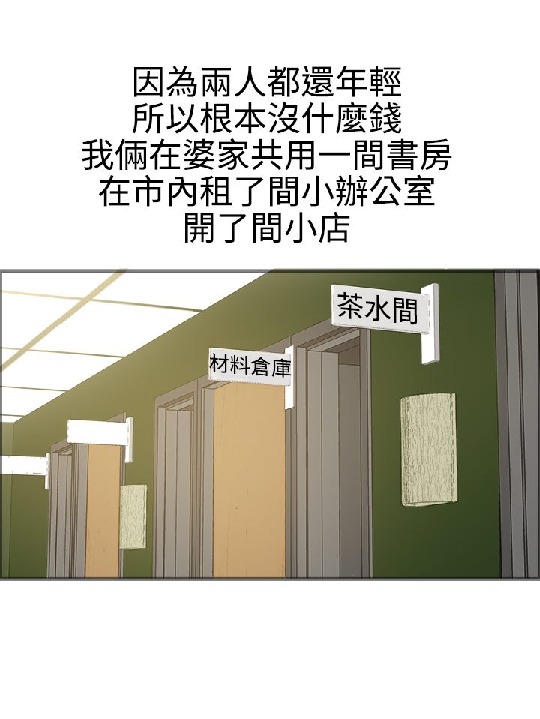 因為兩人都還年輕
所以根本沒什麼錢
我倆在婆家共用一間書房
在市內租了間小辦公室
開了間小店
茶水間
材料倉庫